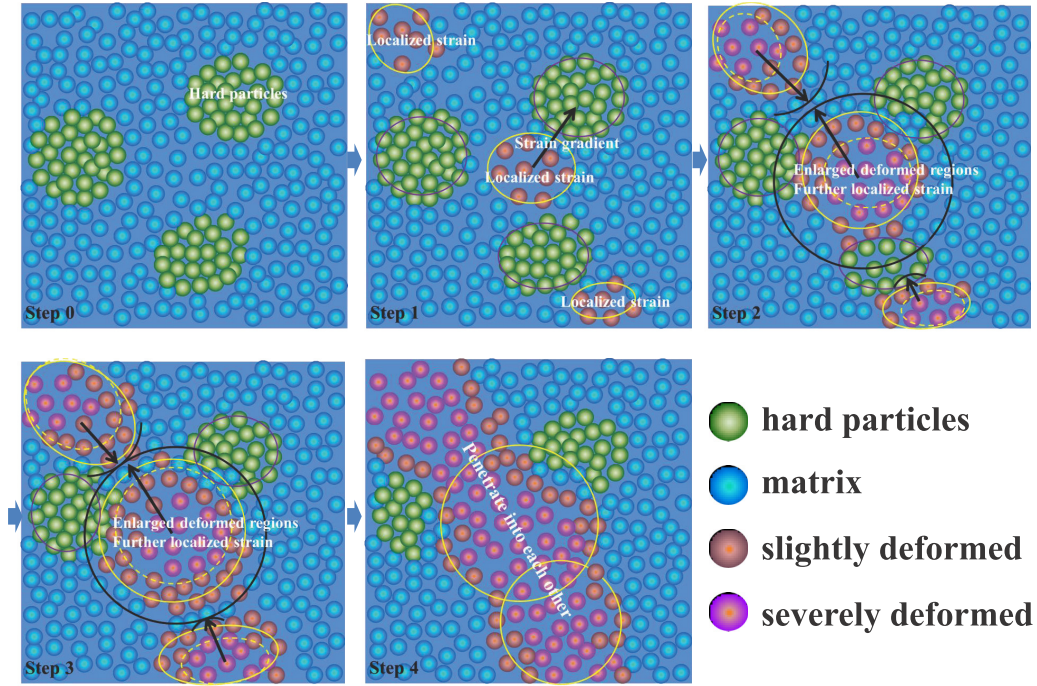 Hard particles
Step 0
Localized strain
Strain gradient
Localized strain
Localized strain
Step 1
Enlarged deformed regions
Further localized strain
Step 2
Enlarged deformed regions
Further localized strain
Step 3
Penetrate into each other
Step 4
hard particles
matrix
slightly deformed
severely deformed